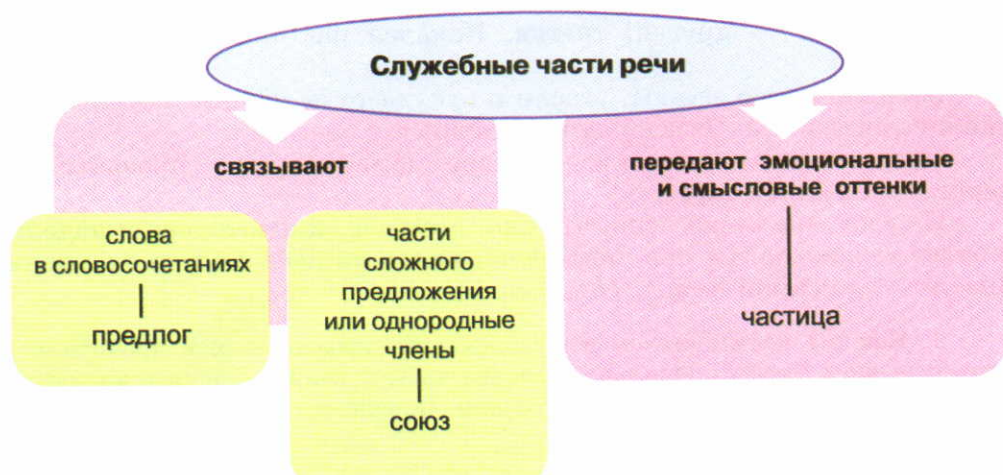 Служебные части речи
связывают
слова
в словосочетаниях
предлог
части
сложного
предложения
или однородные
члены
союз
передают эмоциональные
и смысловые оттенки
частица